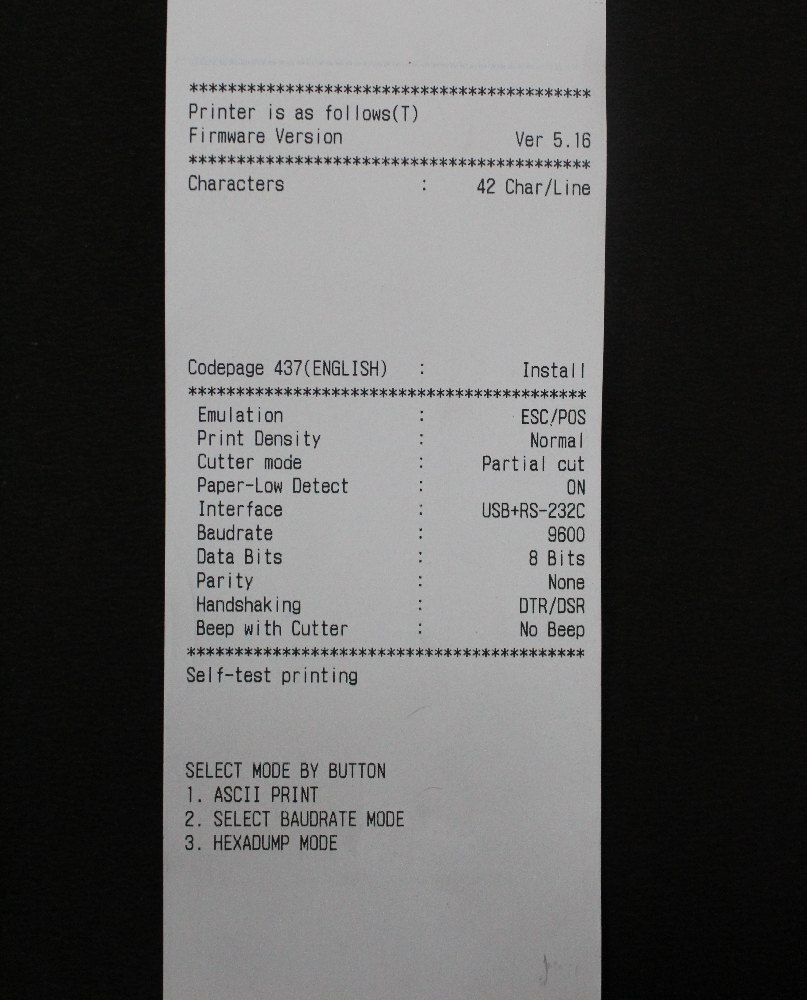 ******************************************
Printer is as follows(T)
Firmware Version Ver 5.16
******************************************
Characters : 42 Char/Line
Codepage 437(ENGLISH) : Install
******************************************
Emulation : ESC/POS
Print Density : Normal
Cutter mode : Partial cut
Paper-Low Detect : ON
Interface : USB+RS-232C
Baudrate : 9600
Data Bits : 8 Bits
Parity : None
Handshaking : DTR/DSR
Beep with Cutter : No Beep
******************************************
Self-test printing
SELECT MODE BY BUTTON
1. ASCII PRINT
2. SELECT BAUDRATE MODE
3. HEXADUMP MODE